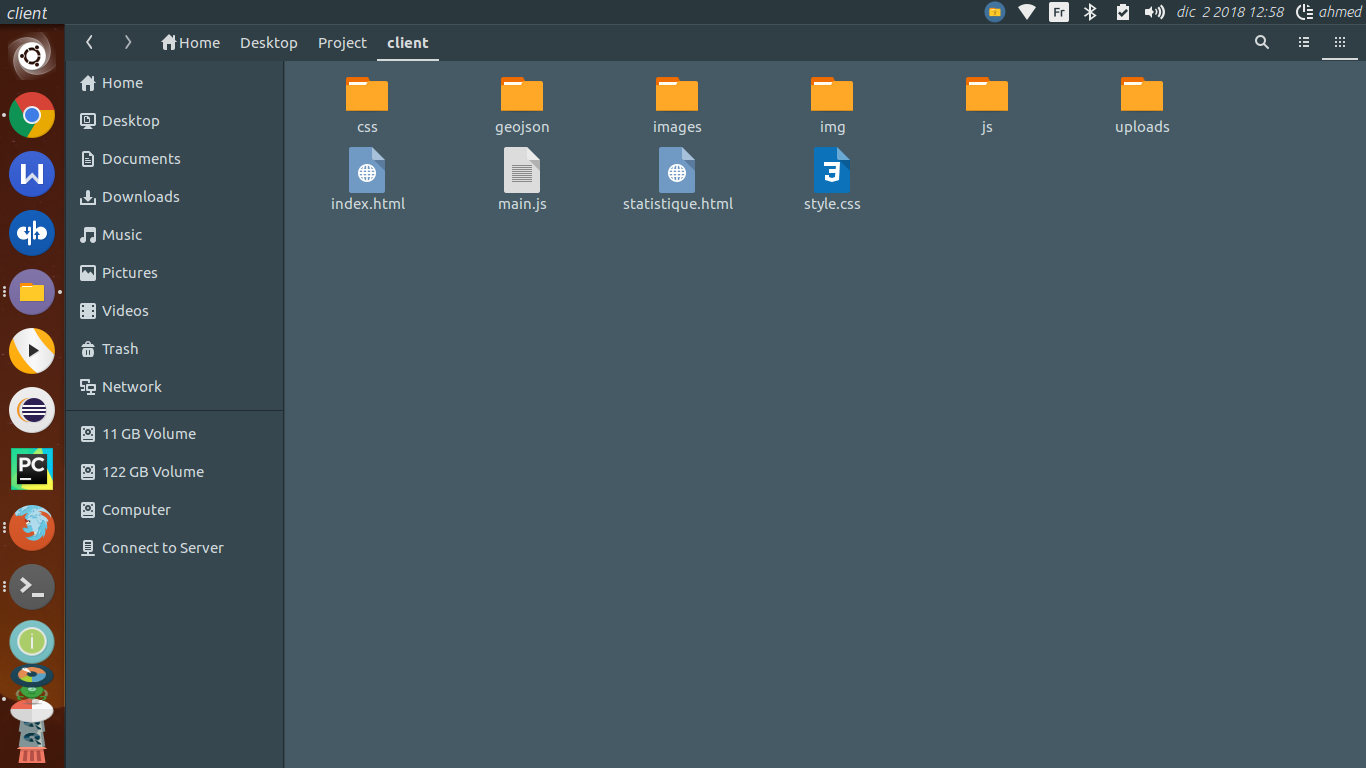 client
Fr
dic 2 2018 12:58
ahmed
Home Desktop Project client
Home
Desktop
Documents
Downloads
Music
Pictures
Videos
Trash
Network
11 GB Volume
122 GB Volume
Computer
Connect to Server
css geojson images img js uploads
index.html main.js statistique.html style.css
W
PC
3
i